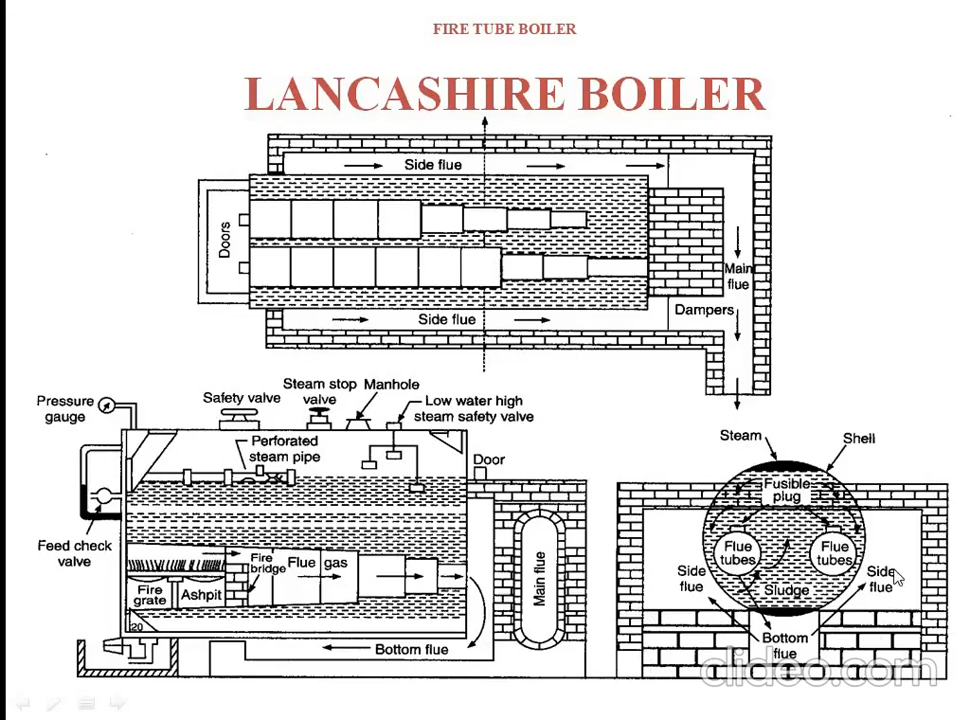 FIRE TUBE BOILER
LANCASHIRE BOILER
Side flue
Doors
Main
flue
Dampers
Side flue
Pressure
gauge
Safety valve
Steam stop
valve
Manhole
Low water high
steam safety valve
Perforated
steam pipe
Door
Feed check
valve
Fire
bridge
Flue gas
Fire
grate
Ashpit
20
Bottom flue
Main flue
Steam
Shell
Fusible
plug
Flue
tubes
Flue
tubes
Side
flue
Side
flue
Sludge
Bottom
flue
clideo.com